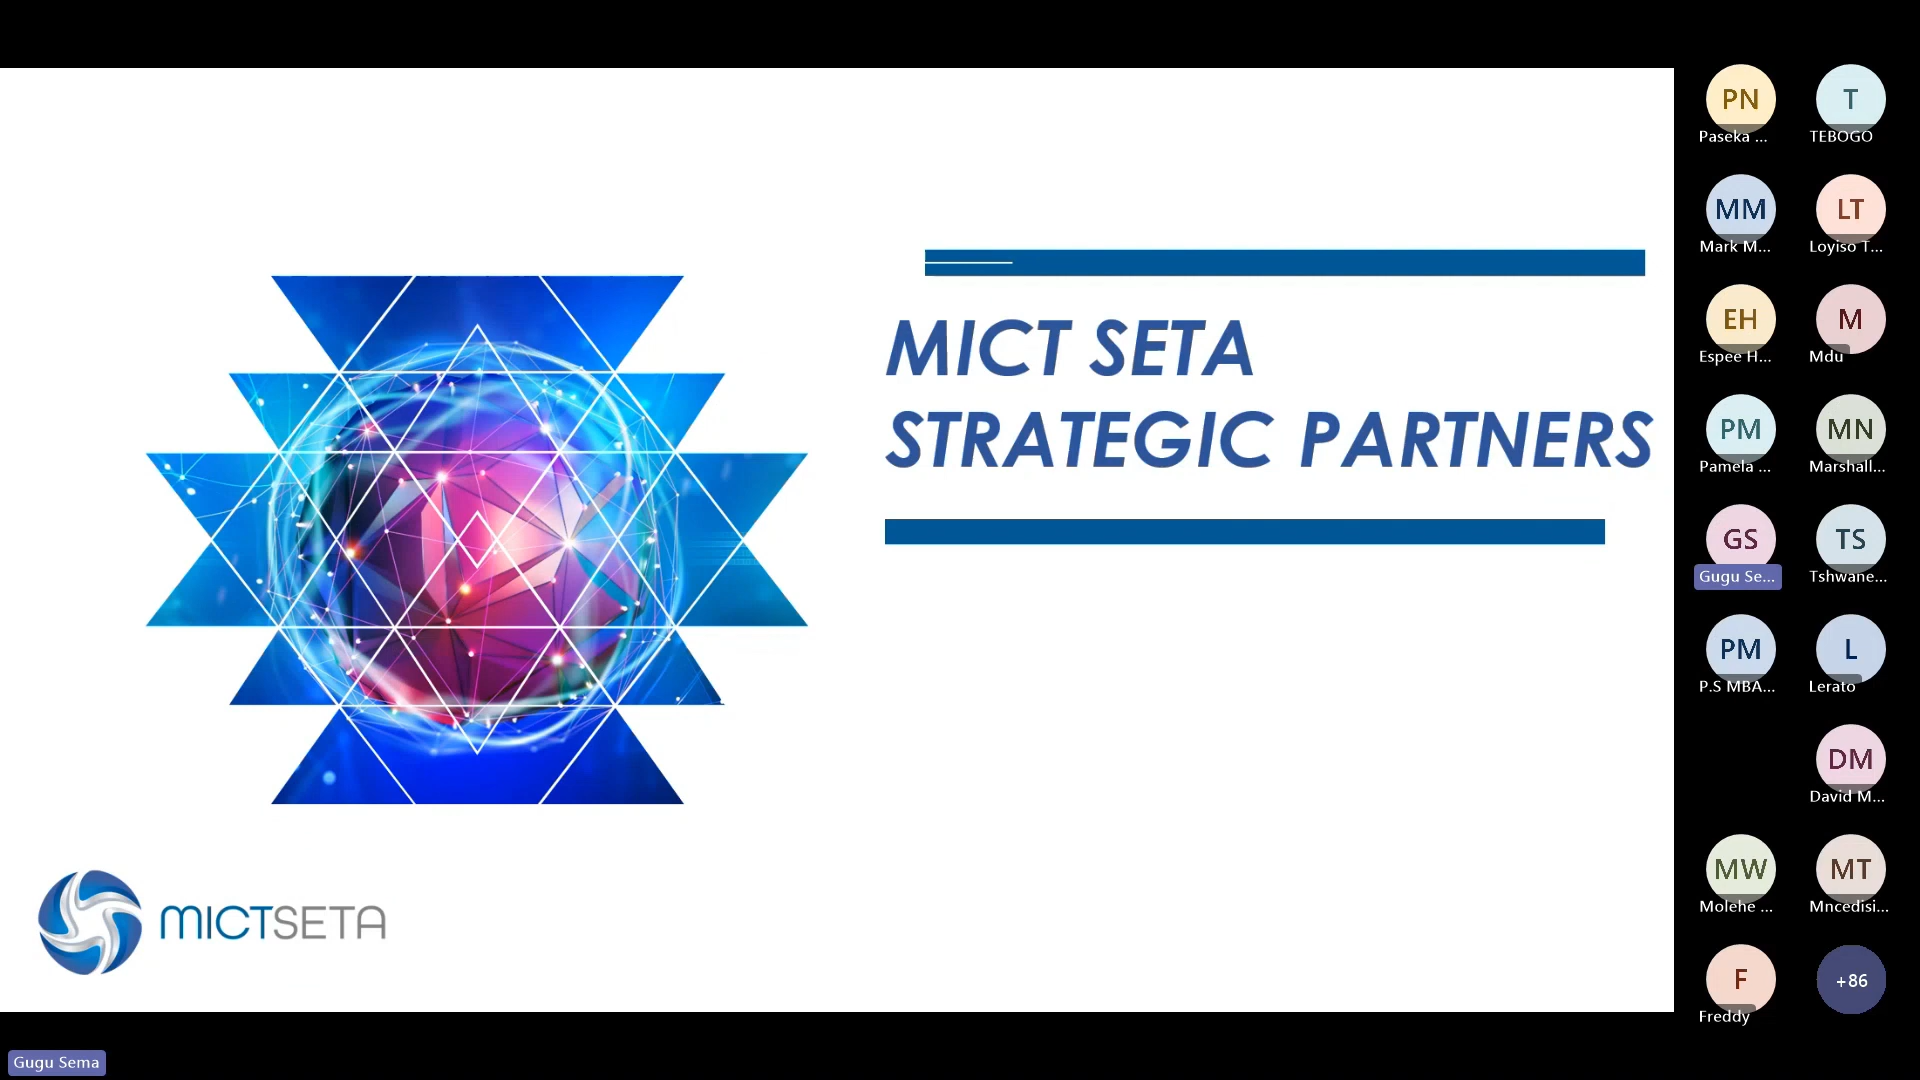 MICT SETA
STRATEGIC PARTNERS
MICTSETA
PN
Paseka ...
T
TEBOGO
MM
Mark M...
LT
Loyiso T...
EH
Espee H...
M
Mdu
PM
Pamela ...
MN
Marshall...
GS
Gugu Se...
TS
Tshwane...
PM
P.S MBA...
L
Lerato
DM
David M...
MW
Molehe ...
MT
Mncedisi...
F
Freddy
+86
Gugu Sema